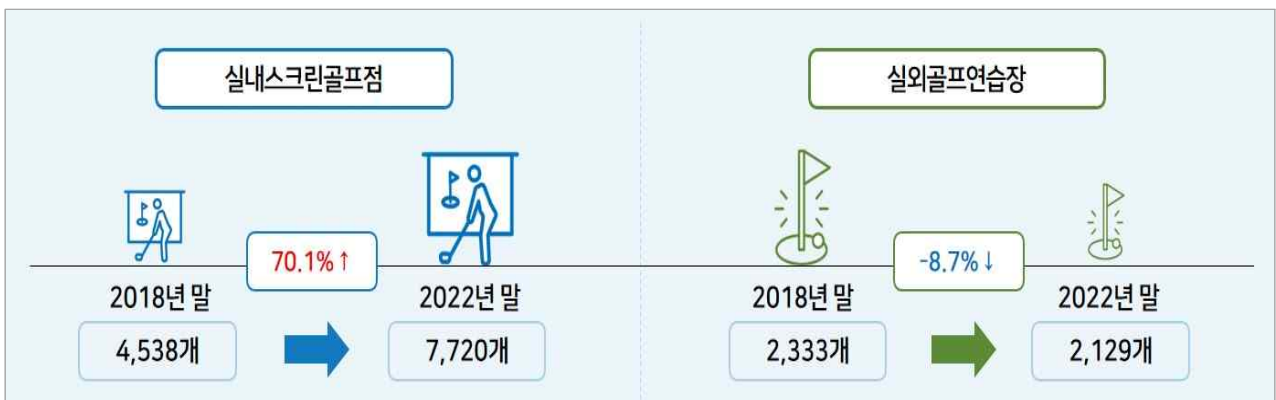 실내스크린골프점
70.1%↑
2018년 말
2022년 말
4,538개
7,720개
실외골프연습장
-8.7%↓
2018년 말
2022년 말
2,333개
2,129개